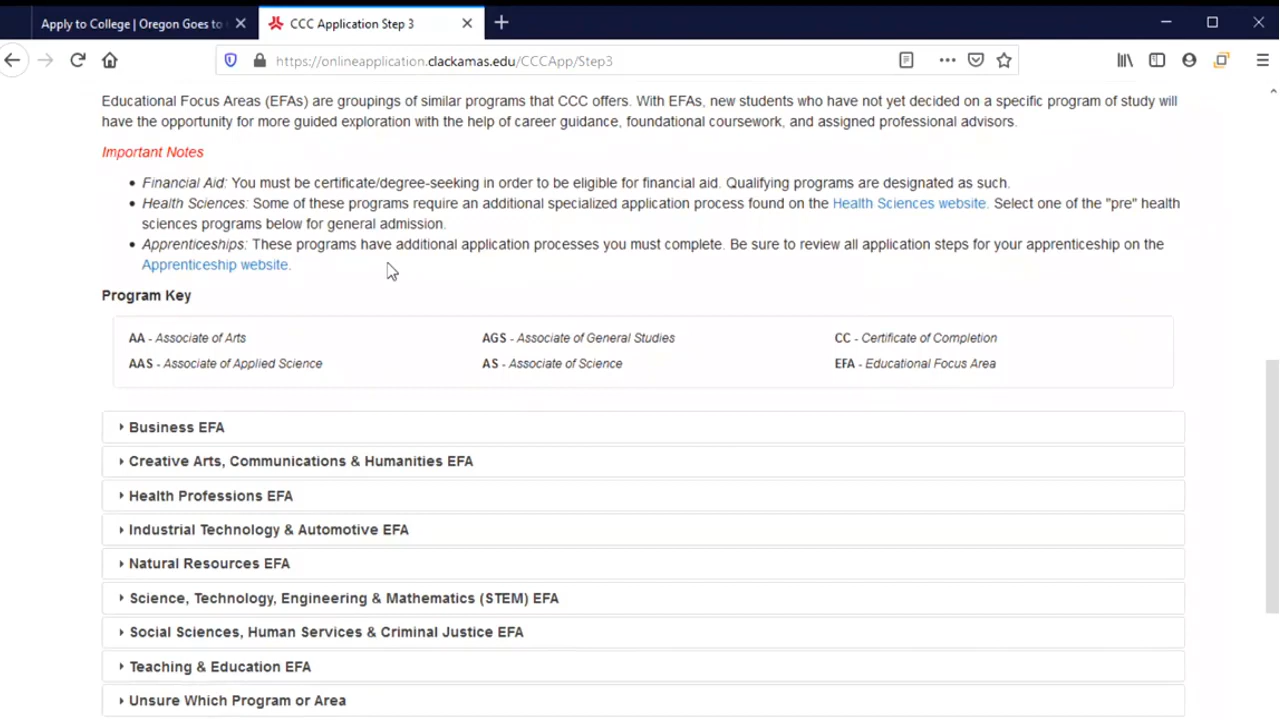 Apply to College | Oregon Goes to
CCC Application Step 3
https://onlineapplication.clackamas.edu/CCCApp/Step3
Educational Focus Areas (EFAs) are groupings of similar programs that CCC offers. With EFAs, new students who have not yet decided on a specific program of study will
have the opportunity for more guided exploration with the help of career guidance, foundational coursework, and assigned professional advisors.
Important Notes
• Financial Aid: You must be certificate/degree-seeking in order to be eligible for financial aid. Qualifying programs are designated as such.
• Health Sciences: Some of these programs require an additional specialized application process found on the Health Sciences website. Select one of the "pre" health
sciences programs below for general admission.
• Apprenticeships: These programs have additional application processes you must complete. Be sure to review all application steps for your apprenticeship on the
Apprenticeship website.
Program Key
AA - Associate of Arts AGS - Associate of General Studies CC - Certificate of Completion
AAS - Associate of Applied Science AS - Associate of Science EFA - Educational Focus Area
Business EFA
Creative Arts, Communications & Humanities EFA
Health Professions EFA
Industrial Technology & Automotive EFA
Natural Resources EFA
Science, Technology, Engineering & Mathematics (STEM) EFA
Social Sciences, Human Services & Criminal Justice EFA
Teaching & Education EFA
Unsure Which Program or Area